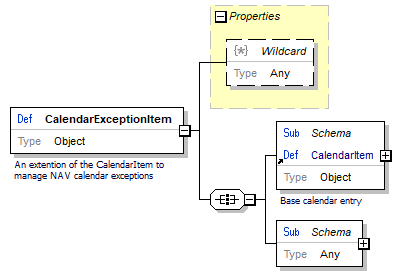 Properties
{*} Wildcard
Type Any
Def CalendarExceptionItem
Type Object
An extention of the CalendarItem to
manage NAV calendar exceptions
Sub Schema
Def CalendarItem
Type Object
Base calendar entry
Sub Schema
Type Any